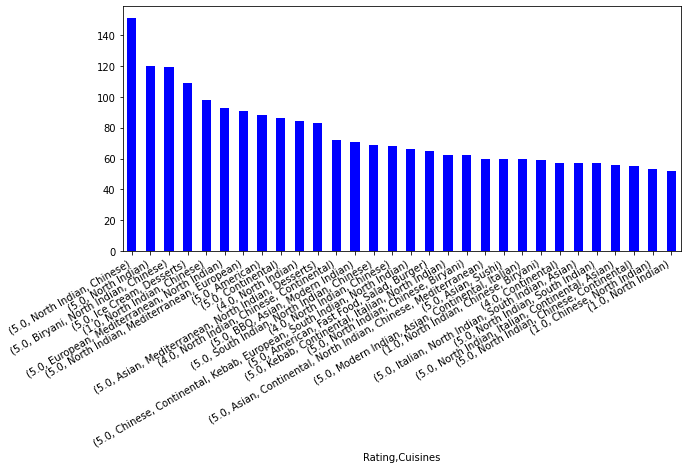 140
120
100
80
60
40
20
0
(5.0, North Indian, Chinese)
(5.0, North Indian)
(5.0, Biryani, North Indian, Chinese)
(5.0, Ice Cream, Desserts)
(1.0, North Indian, Chinese)
(5.0, European, Mediterranean, North Indian)
(5.0, North Indian, Mediterranean, European)
(5.0, American)
(5.0, Continental)
(4.0, North Indian)
(5.0, Asian, Mediterranean, North Indian, Desserts)
(4.0, North Indian, Chinese, Continental)
(5.0, BBQ, Asian, Modern Indian)
(4.0, North Indian, Chinese)
(5.0, South Indian, North Indian, Chinese)
(5.0, Chinese, Continental, Kebab, European, South Indian, North Indian)
(5.0, American, Fast Food, Salad, Burger)
(5.0, Kebab, Continental, Italian, North Indian)
(5.0, North Indian, Chinese, Biryani)
(5.0, Asian, Continental, North Indian, Chinese, Mediterranean)
(5.0, Asian, Sushi)
(5.0, Modern Indian, Asian, Continental, Italian)
(1.0, North Indian, Chinese, Biryani)
(4.0, Continental)
(5.0, Italian, North Indian, South Indian, Asian)
(5.0, North Indian, South Indian)
(5.0, North Indian, Italian, Continental, Asian)
(5.0, North Indian, Chinese, Continental)
(1.0, Chinese, North Indian)
(1.0, North Indian)
Rating,Cuisines